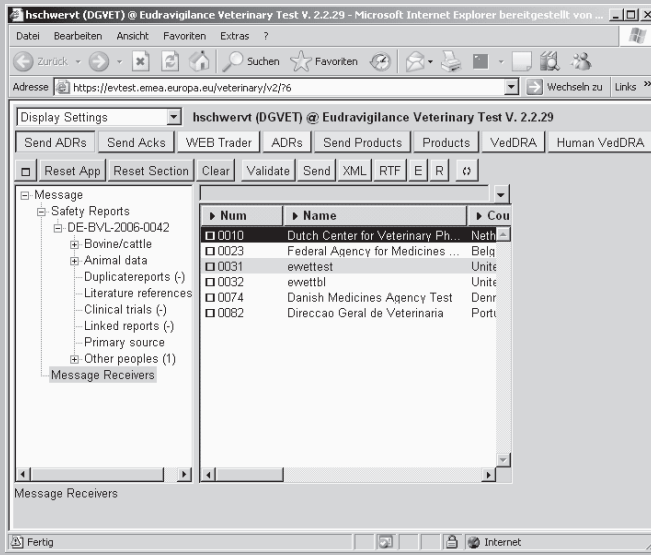 hschwervt (DGVET) @ Eudravigilance Veterinary Test V. 2.2.29 - Microsoft Internet Explorer bereitgestellt von ...
Datei Bearbeiten Ansicht Favoriten Extras ?
Zurück Suchen Favoriten
Adresse https://evtest.emea.europa.eu/veterinary/v2/?6 Wechseln zu Links »
Display Settings hschwervt (DGVET) @ Eudravigilance Veterinary Test V. 2.2.29
Send ADRs Send Acks WEB Trader ADRs Send Products Products VedDRA Human VedDRA
Reset App Reset Section Clear Validate Send XML RTF E R
Message
Safety Reports
DE-BVL-2006-0042
Bovine/cattle
Animal data
Duplicatereports (-)
Literature references
Clinical trials (-)
Linked reports (-)
Primary source
Other peoples (1)
Message Receivers
Num Name Cou
0010 Dutch Center for Veterinary Ph... Neth
0023 Federal Agency for Medicines ... Belg
0031 ewettest Unite
0032 ewettbl Unite
0074 Danish Medicines Agency Test Denr
0082 Direccao Geral de Veterinaria Portu
Message Receivers
Fertig Internet